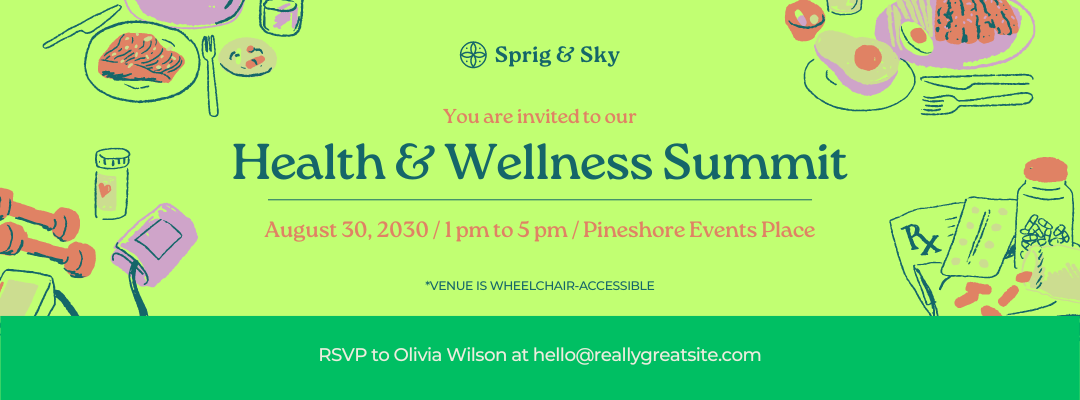 Sprig & Sky
You are invited to our
Health & Wellness Summit
August 30, 2030 / 1 pm to 5 pm / Pineshore Events Place
*VENUE IS WHEELCHAIR-ACCESSIBLE
Rx
RSVP to Olivia Wilson at hello@reallygreatsite.com